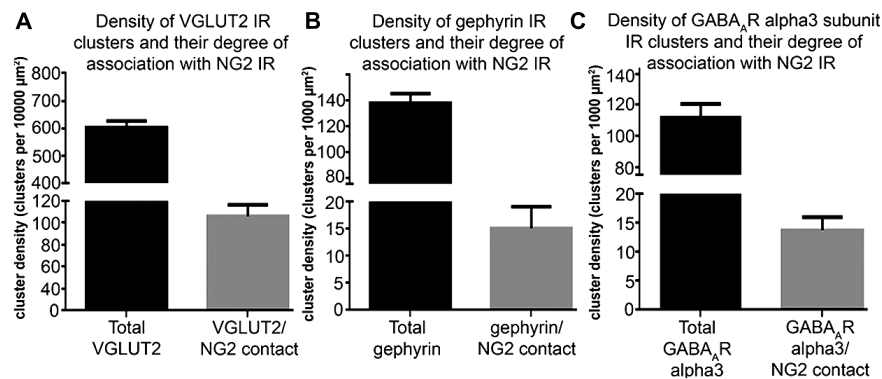 A
Density of VGLUT2 IR
clusters and their degree of
association with NG2 IR
cluster density (clusters per 10000 µm²)
800
700
600
500
400
120
100
80
60
40
20
0
Total
VGLUT2
VGLUT2/
NG2 contact
B
Density of gephyrin IR
clusters and their degree of
association with NG2 IR
cluster density (clusters per 1000 µm²)
140
120
100
80
20
15
10
5
0
Total
gephyrin
gephyrin/
NG2 contact
C
Density of GABAAR alpha3 subunit
IR clusters and their degree of
association with NG2 IR
cluster density (clusters per 1000 µm²)
140
120
100
80
20
15
10
5
0
Total
GABAAR
alpha3
GABAAR
alpha3/
NG2 contact